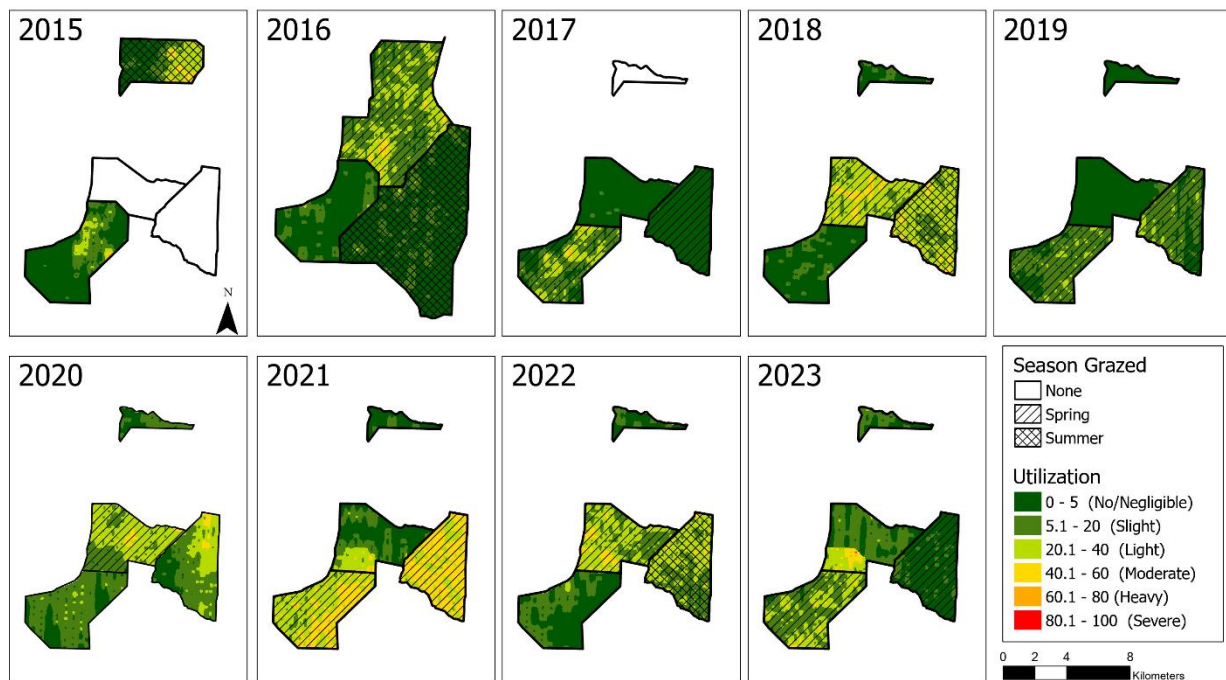 2015
2016
2017
2018
2019
N
2020
2021
2022
2023
Season Grazed
None
Spring
Summer
Utilization
0 - 5 (No/Negligible)
5.1 - 20 (Slight)
20.1 - 40 (Light)
40.1 - 60 (Moderate)
60.1 - 80 (Heavy)
80.1 - 100 (Severe)
0 2 4 8
Kilometers